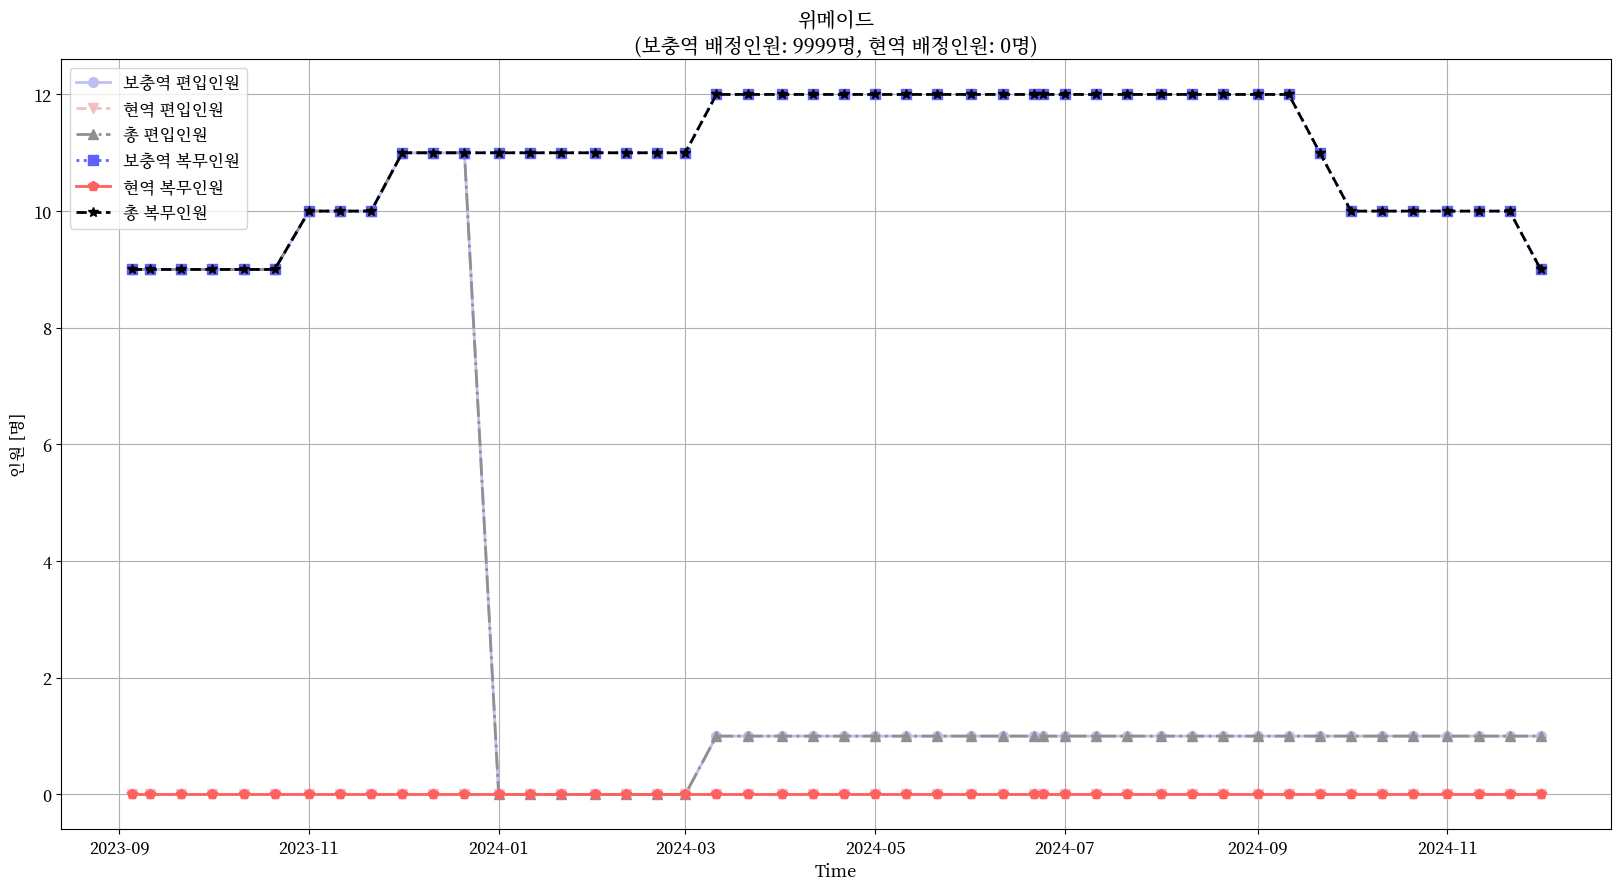 위메이드
(보충역 배정인원: 9999명, 현역 배정인원: 0명)
보충역 편입인원
현역 편입인원
총 편입인원
보충역 복무인원
현역 복무인원
총 복무인원
12
10
8
6
4
2
0
인원 [명]
2023-09 2023-11 2024-01 2024-03 2024-05 2024-07 2024-09 2024-11
Time